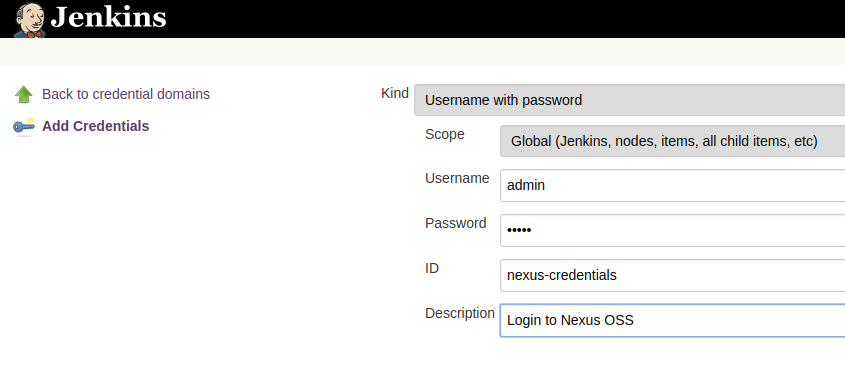 Jenkins
Back to credential domains
Add Credentials
Kind Username with password
Scope Global (Jenkins, nodes, items, all child items, etc)
Username admin
Password •••••
ID nexus-credentials
Description Login to Nexus OSS